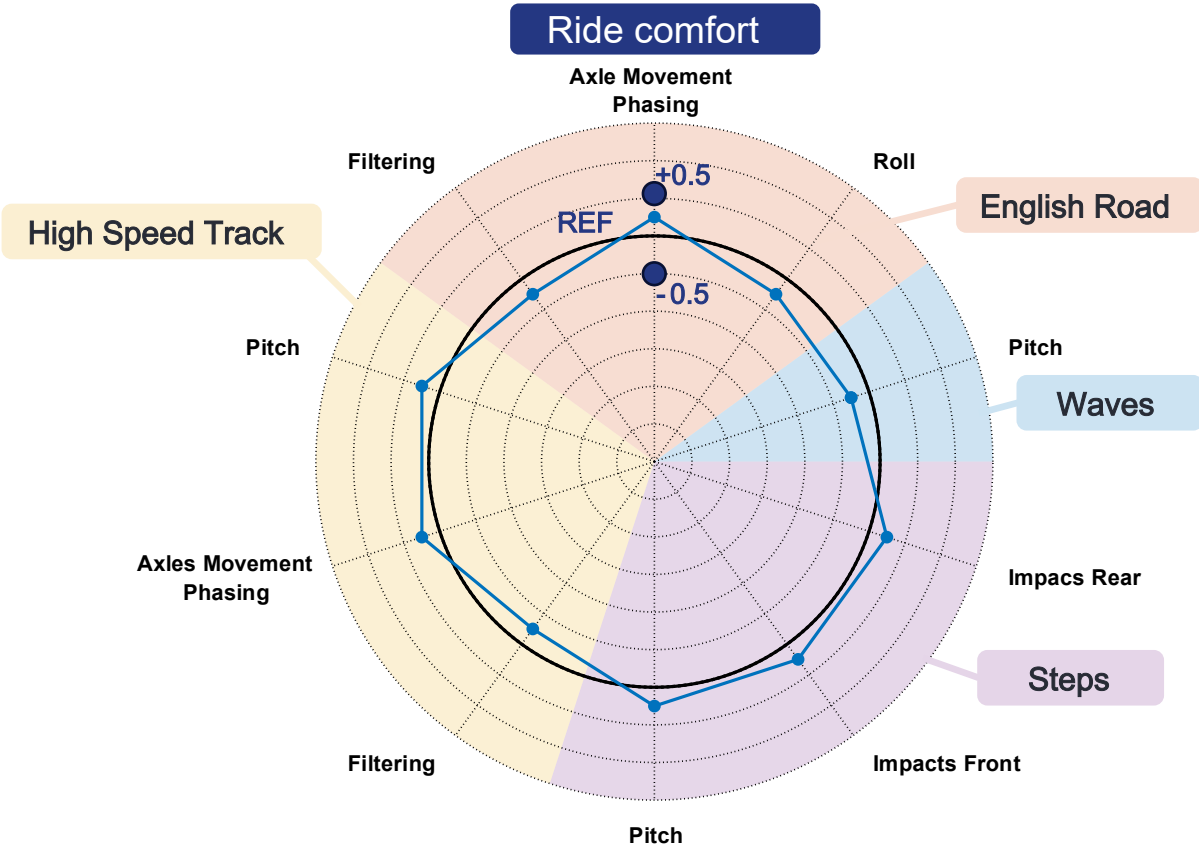 Ride comfort
Axle Movement
Phasing
Filtering
Roll
+0.5
REF
English Road
High Speed Track
-0.5
Pitch
Pitch
Waves
Axles Movement
Phasing
Impacs Rear
Steps
Filtering
Impacts Front
Pitch